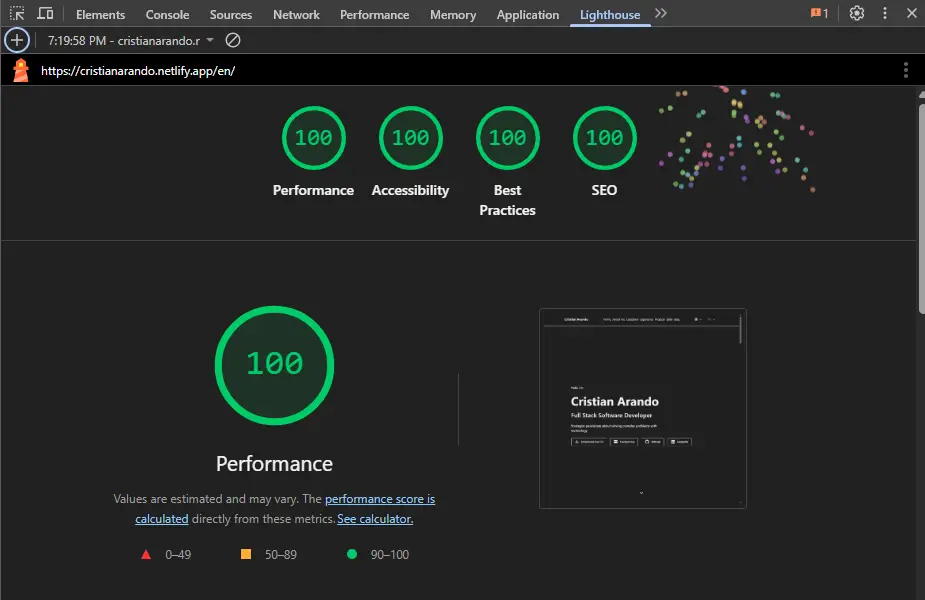 Elements Console Sources Network Performance Memory Application Lighthouse 1
7:19:58 PM - cristianarando.r
https://cristianarando.netlify.app/en/
100 100 100 100
Performance Accessibility Best Practices SEO
100
Performance
Values are estimated and may vary. The performance score is
calculated directly from these metrics. See calculator.
0–49 50–89 90–100
Cristian Arando
Cristian Arando
Full Stack Software Developer